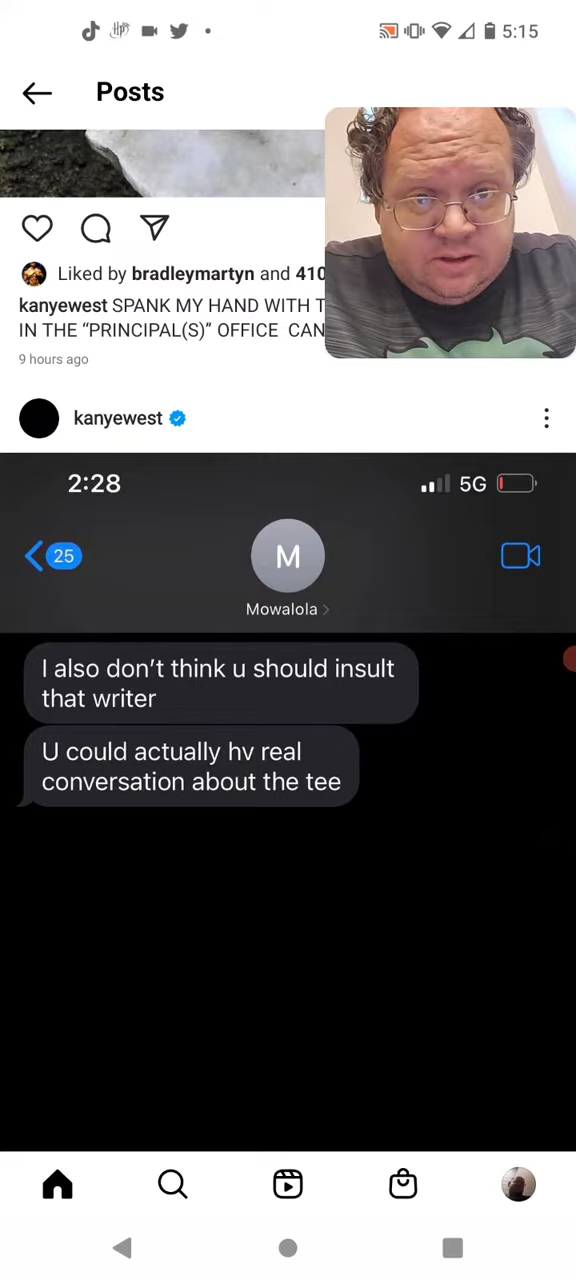 5:15
Posts
Liked by bradleymartyn and 410
kanyewest SPANK MY HAND WITH T
IN THE “PRINCIPAL(S)” OFFICE CAN
9 hours ago
kanyewest
2:28
5G
25
M
Mowalola
I also don’t think u should insult
that writer
U could actually hv real
conversation about the tee